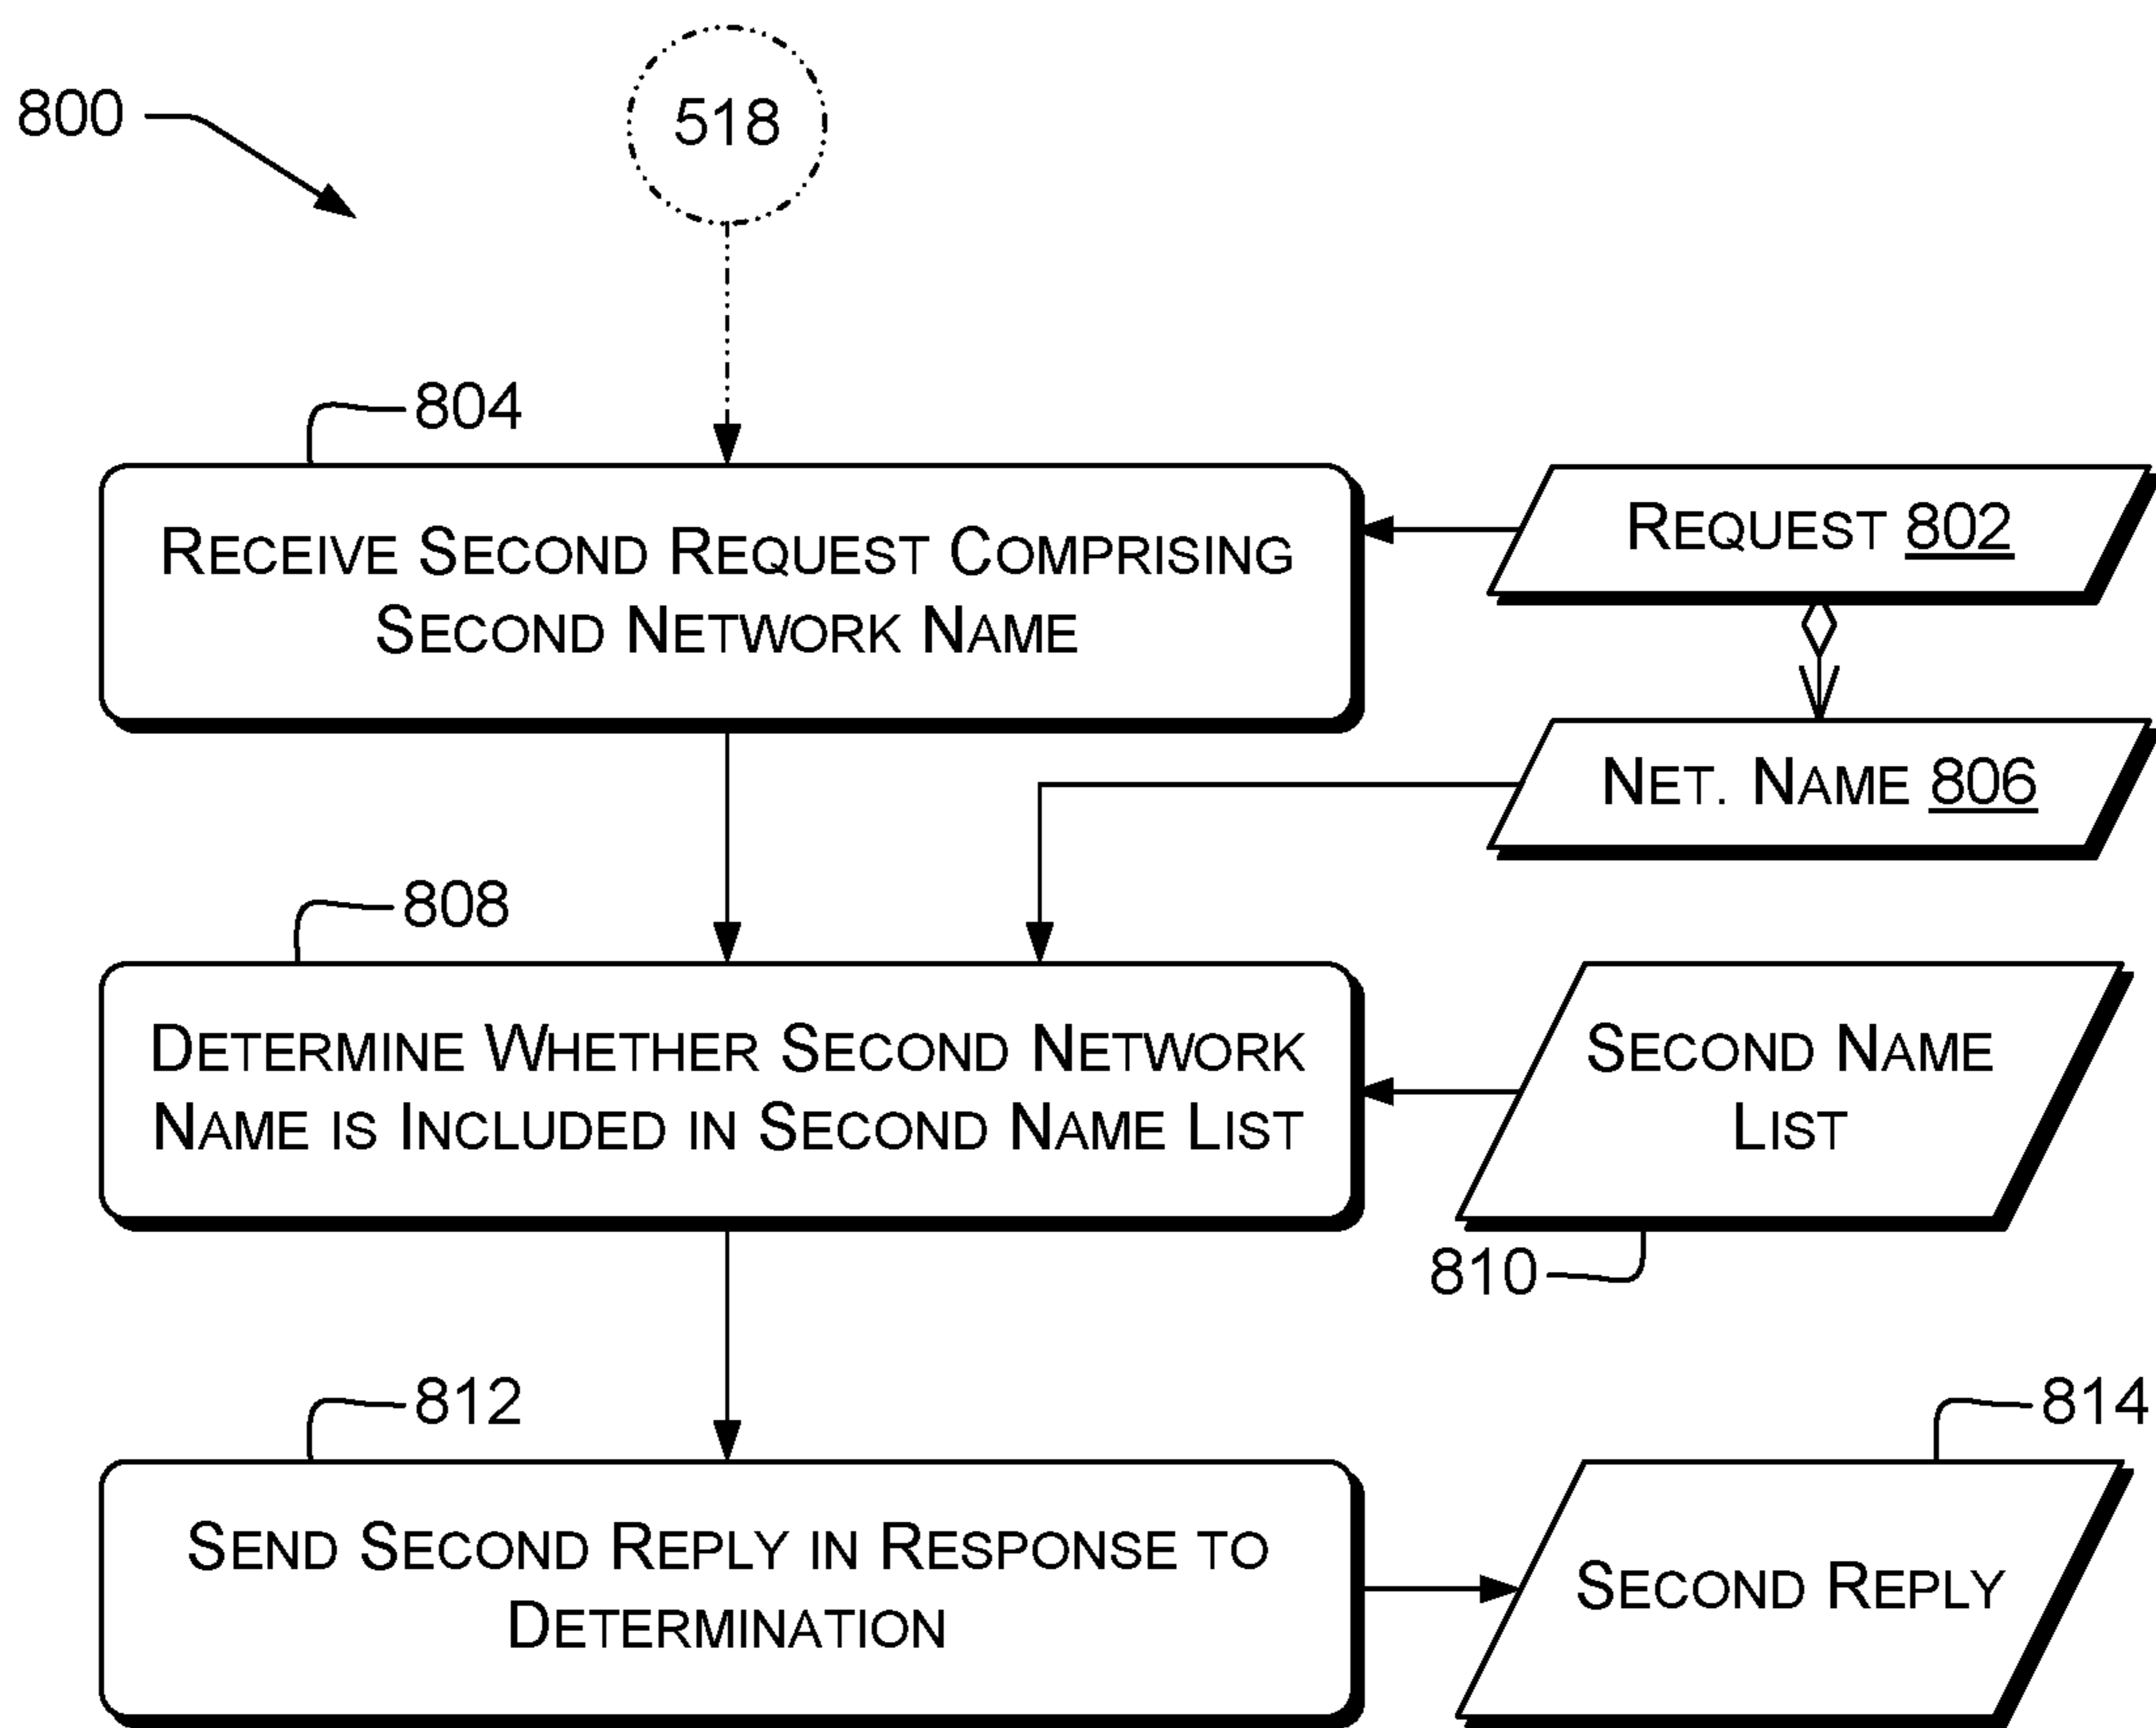 800
518
804
RECEIVE SECOND REQUEST COMPRISING
SECOND NETWORK NAME
REQUEST 802
NET. NAME 806
808
DETERMINE WHETHER SECOND NETWORK
NAME IS INCLUDED IN SECOND NAME LIST
SECOND NAME
LIST
810
812
SEND SECOND REPLY IN RESPONSE TO
DETERMINATION
814
SECOND REPLY